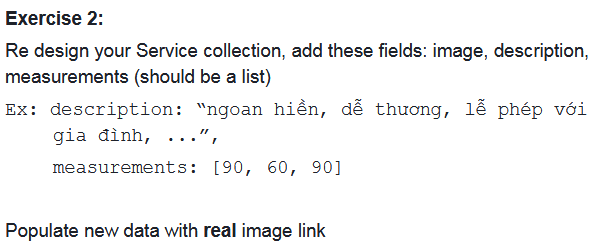 Exercise 2:
Re design your Service collection, add these fields: image, description,
measurements (should be a list)
Ex: description: “ngoan hiền, dễ thương, lễ phép với
gia đình, ...”,
measurements: [90, 60, 90]
Populate new data with real image link